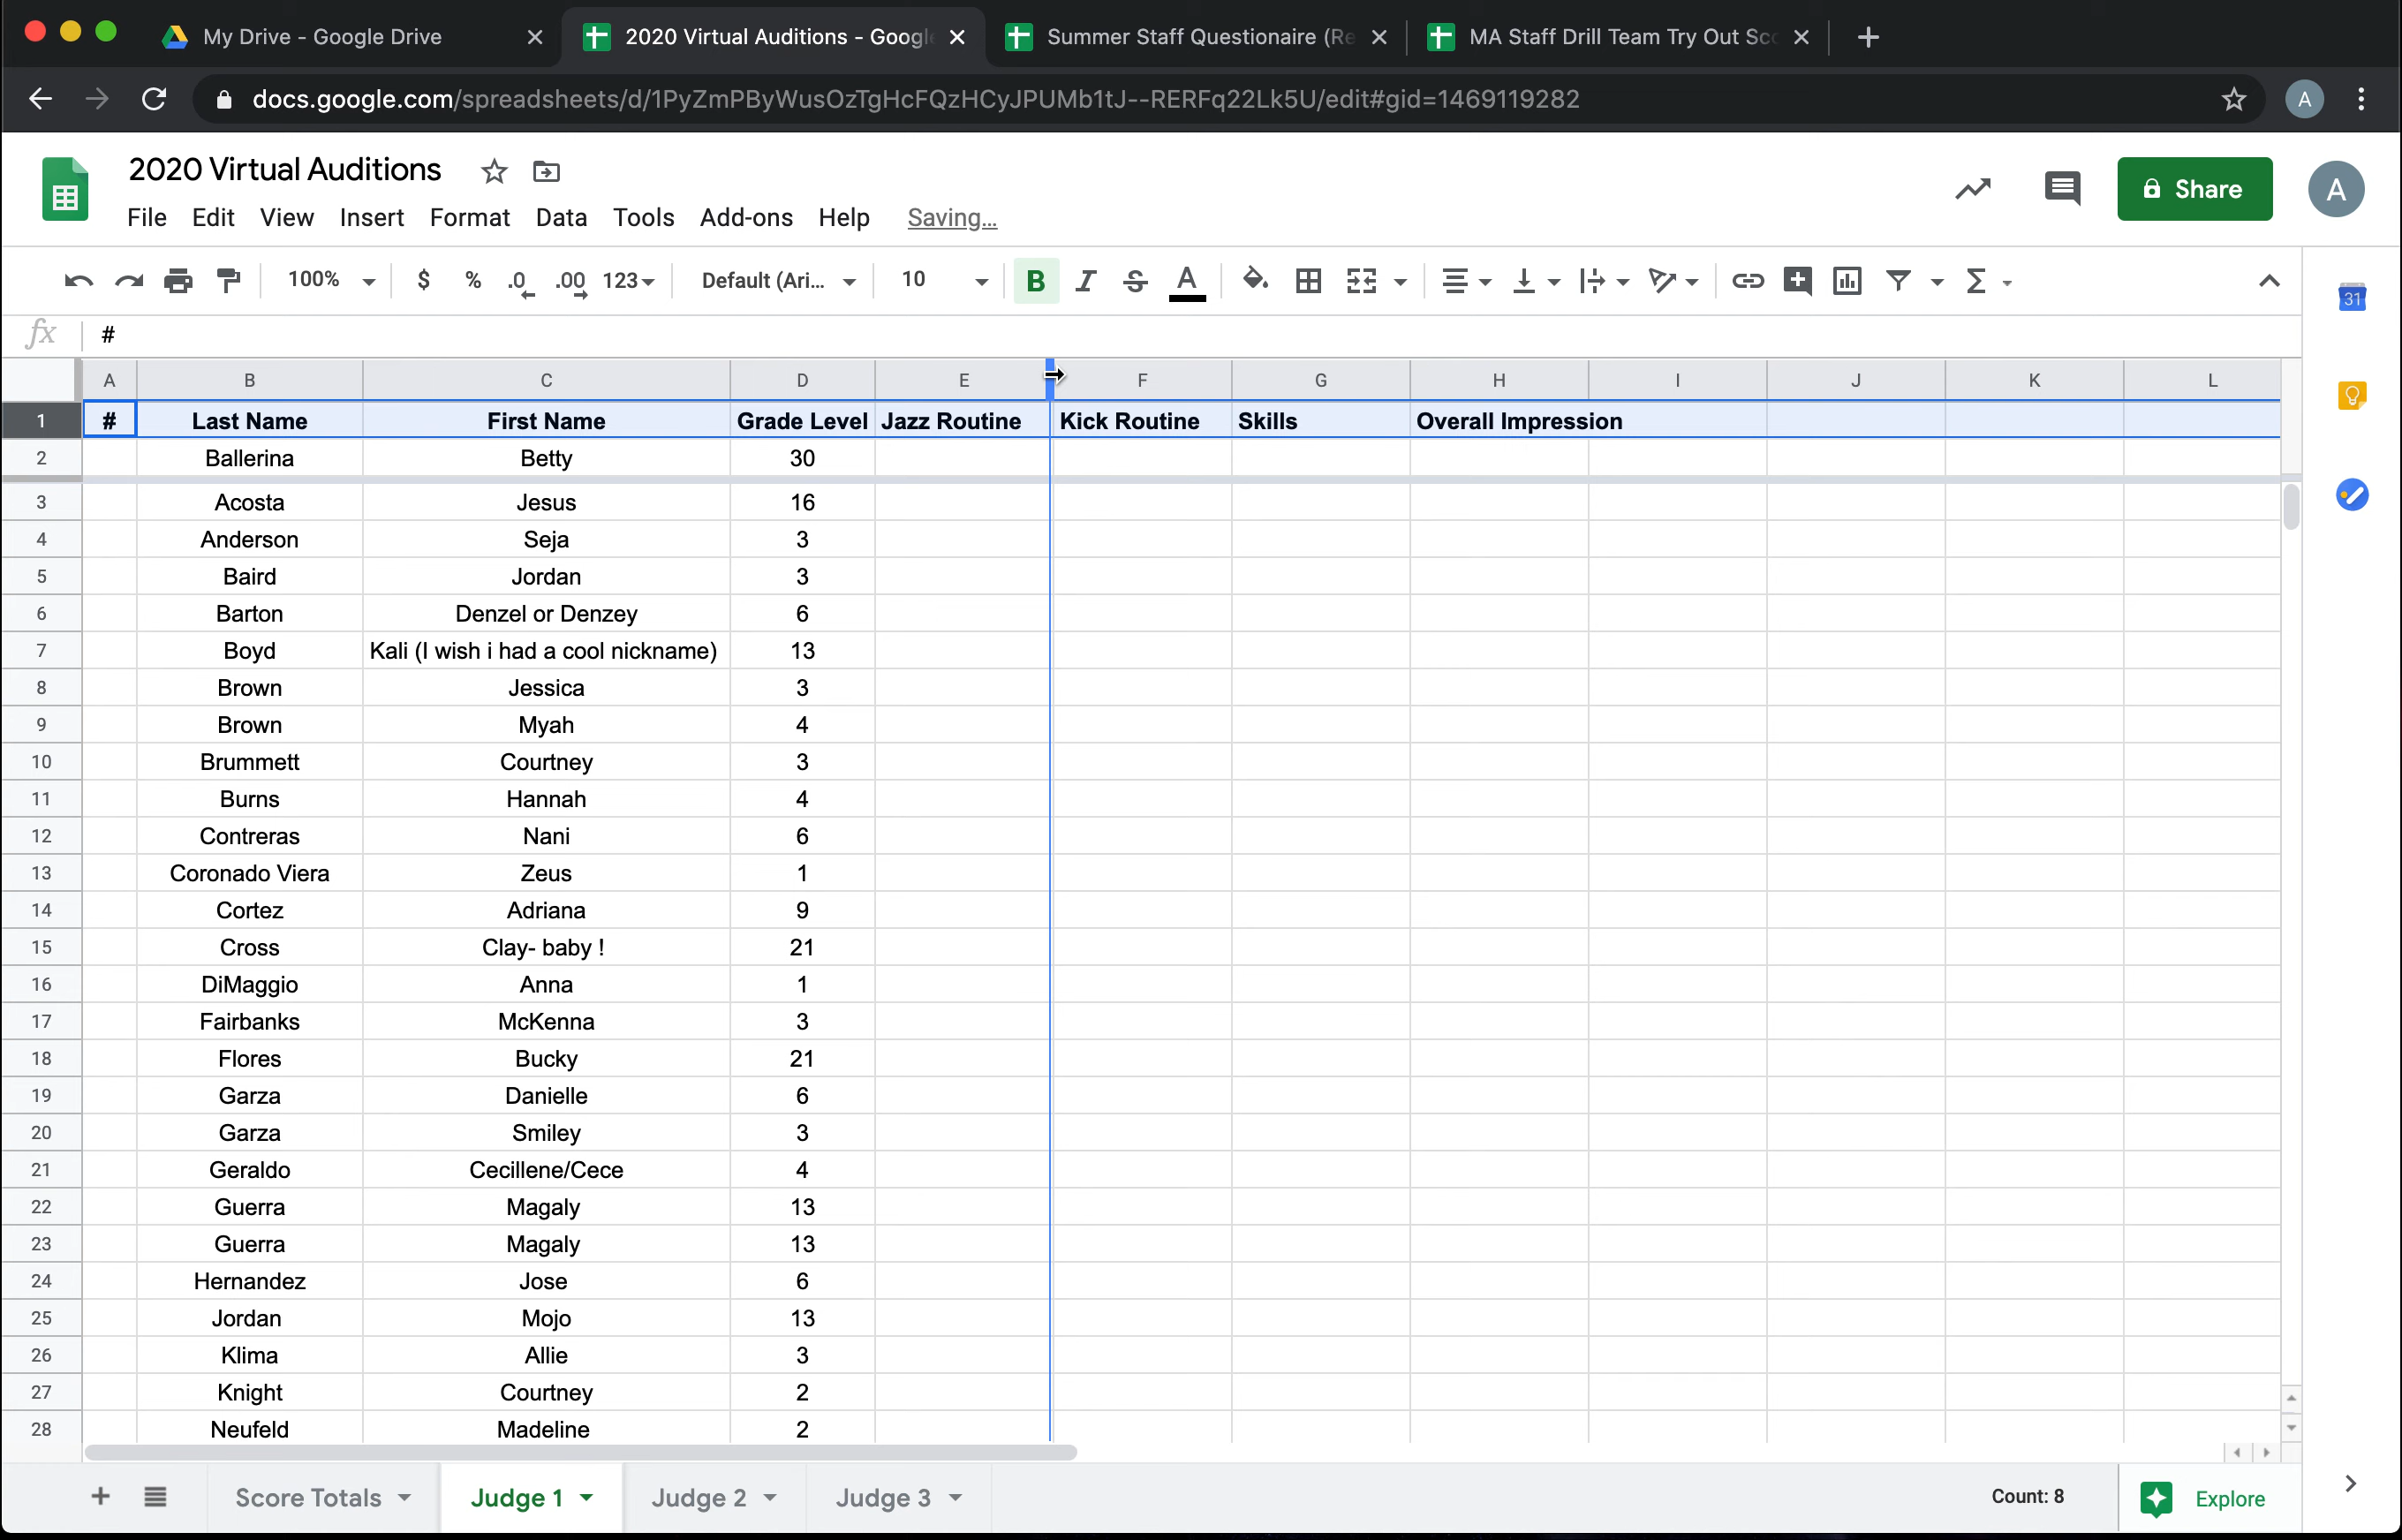 My Drive - Google Drive
2020 Virtual Auditions - Googl
Summer Staff Questionaire (Re
MA Staff Drill Team Try Out Sc
docs.google.com/spreadsheets/d/1PyZmPByWusOzTgHcFQzHCyJPUMb1tJ--RERFq22Lk5U/edit#gid=1469119282
A
2020 Virtual Auditions
File Edit View Insert Format Data Tools Add-ons Help Saving...
Share
A
100% $ % .0 .00 123 Default (Ari... 10 B I S A Σ
31
fx #
A B C D E F G H I J K L
1 # Last Name First Name Grade Level Jazz Routine Kick Routine Skills Overall Impression
2 Ballerina Betty 30
3 Acosta Jesus 16
4 Anderson Seja 3
5 Baird Jordan 3
6 Barton Denzel or Denzey 6
7 Boyd Kali (I wish i had a cool nickname) 13
8 Brown Jessica 3
9 Brown Myah 4
10 Brummett Courtney 3
11 Burns Hannah 4
12 Contreras Nani 6
13 Coronado Viera Zeus 1
14 Cortez Adriana 9
15 Cross Clay- baby ! 21
16 DiMaggio Anna 1
17 Fairbanks McKenna 3
18 Flores Bucky 21
19 Garza Danielle 6
20 Garza Smiley 3
21 Geraldo Cecillene/Cece 4
22 Guerra Magaly 13
23 Guerra Magaly 13
24 Hernandez Jose 6
25 Jordan Mojo 13
26 Klima Allie 3
27 Knight Courtney 2
28 Neufeld Madeline 2
Score Totals Judge 1 Judge 2 Judge 3 Count: 8 Explore